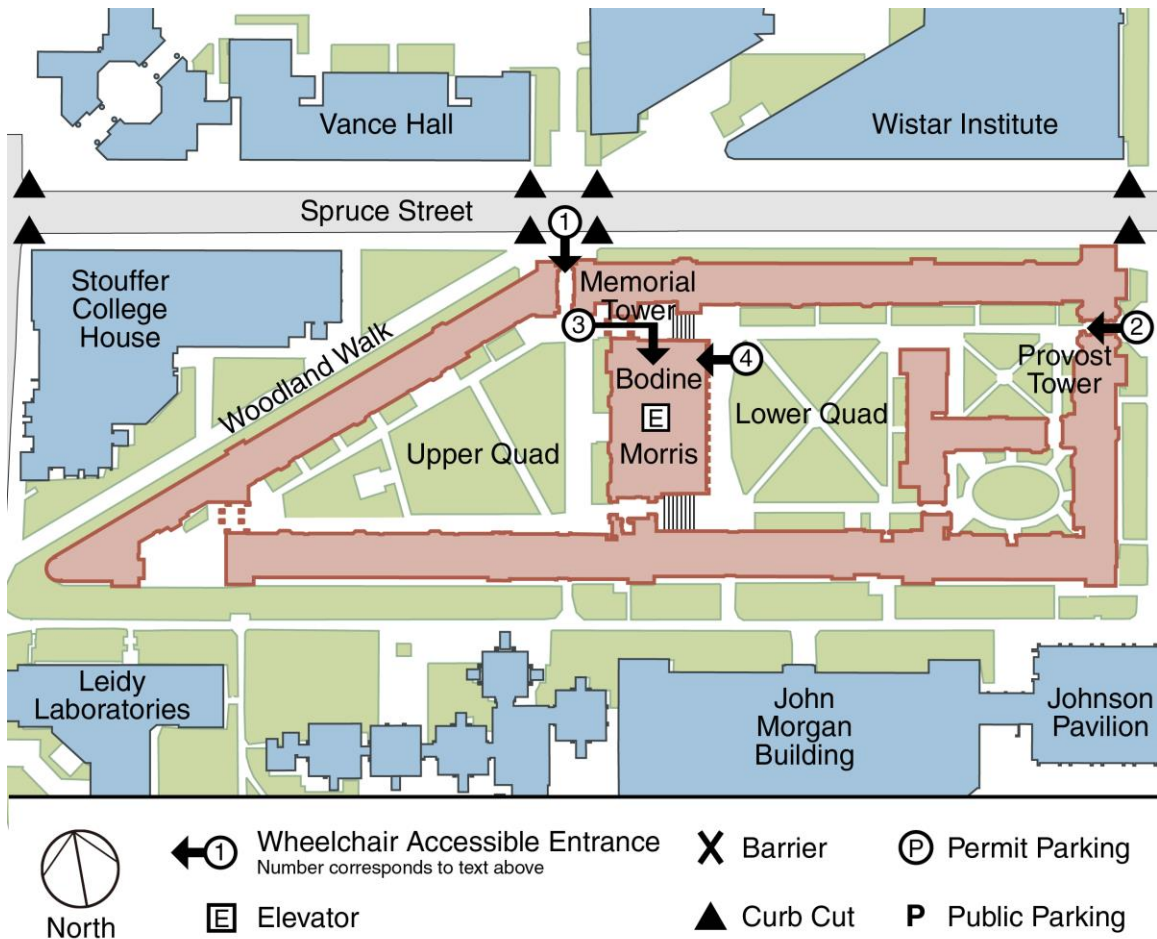 Vance Hall
Wistar Institute
Spruce Street
1
Stouffer
College
House
Memorial
Tower
Woodland Walk
3
2
4
Provost
Tower
Bodine
E
Morris
Upper Quad
Lower Quad
Leidy
Laboratories
John
Morgan
Building
Johnson
Pavilion
North
1 Wheelchair Accessible Entrance
Number corresponds to text above
E Elevator
Barrier
Curb Cut
P Permit Parking
P Public Parking